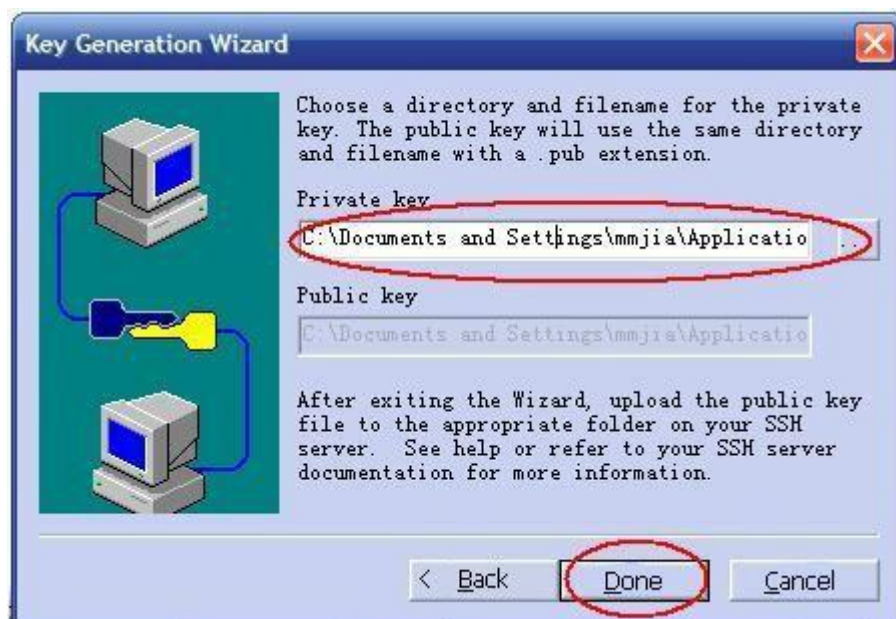 Key Generation Wizard
Choose a directory and filename for the private
key. The public key will use the same directory
and filename with a .pub extension.
Private key
C:\Documents and Settings\mmjia\Applicatio
..
Public key
C:\Documents and Settings\mmjia\Applicatio
After exiting the Wizard, upload the public key
file to the appropriate folder on your SSH
server. See help or refer to your SSH server
documentation for more information.
< Back
Done
Cancel